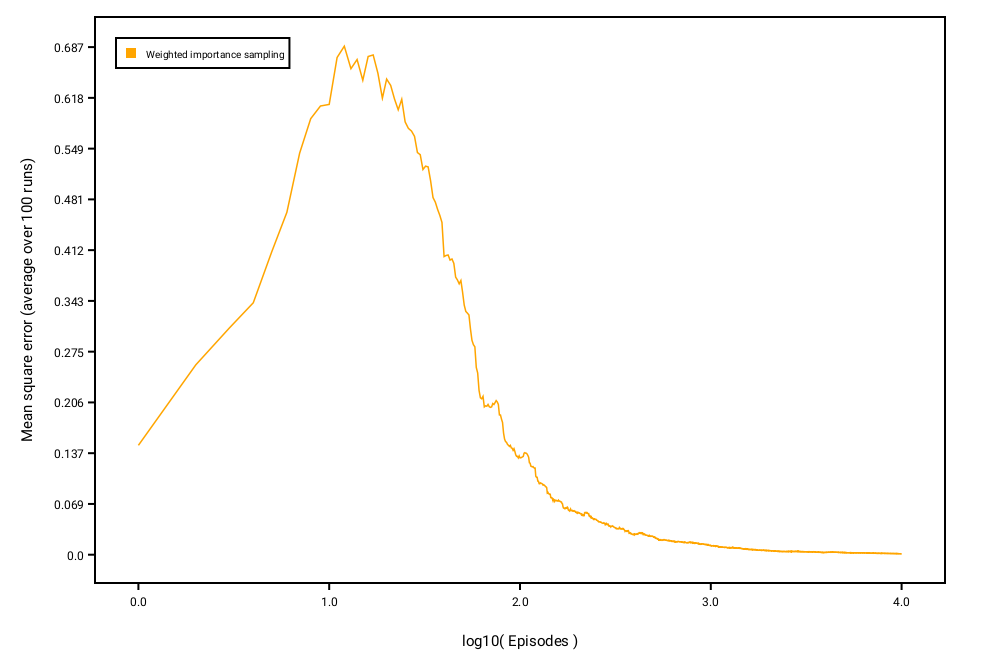 Weighted importance sampling
Mean square error (average over 100 runs)
0.687
0.618
0.549
0.481
0.412
0.343
0.275
0.206
0.137
0.069
0.0
0.0 1.0 2.0 3.0 4.0
log10( Episodes )